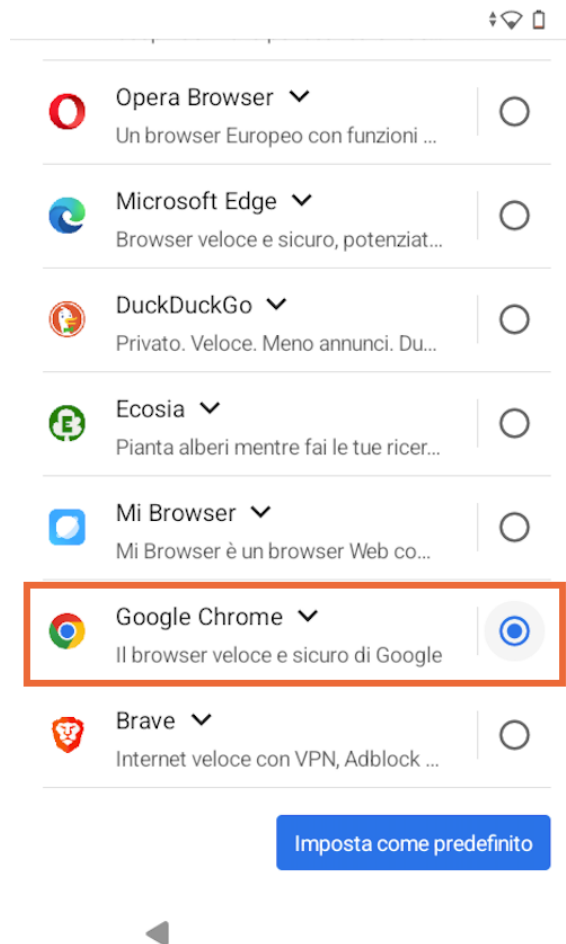 Opera Browser
Un browser Europeo con funzioni ...
Microsoft Edge
Browser veloce e sicuro, potenziat...
DuckDuckGo
Privato. Veloce. Meno annunci. Du...
Ecosia
Pianta alberi mentre fai le tue ricer...
Mi Browser
Mi Browser è un browser Web co...
Google Chrome
Il browser veloce e sicuro di Google
Brave
Internet veloce con VPN, Adblock ...
Imposta come predefinito